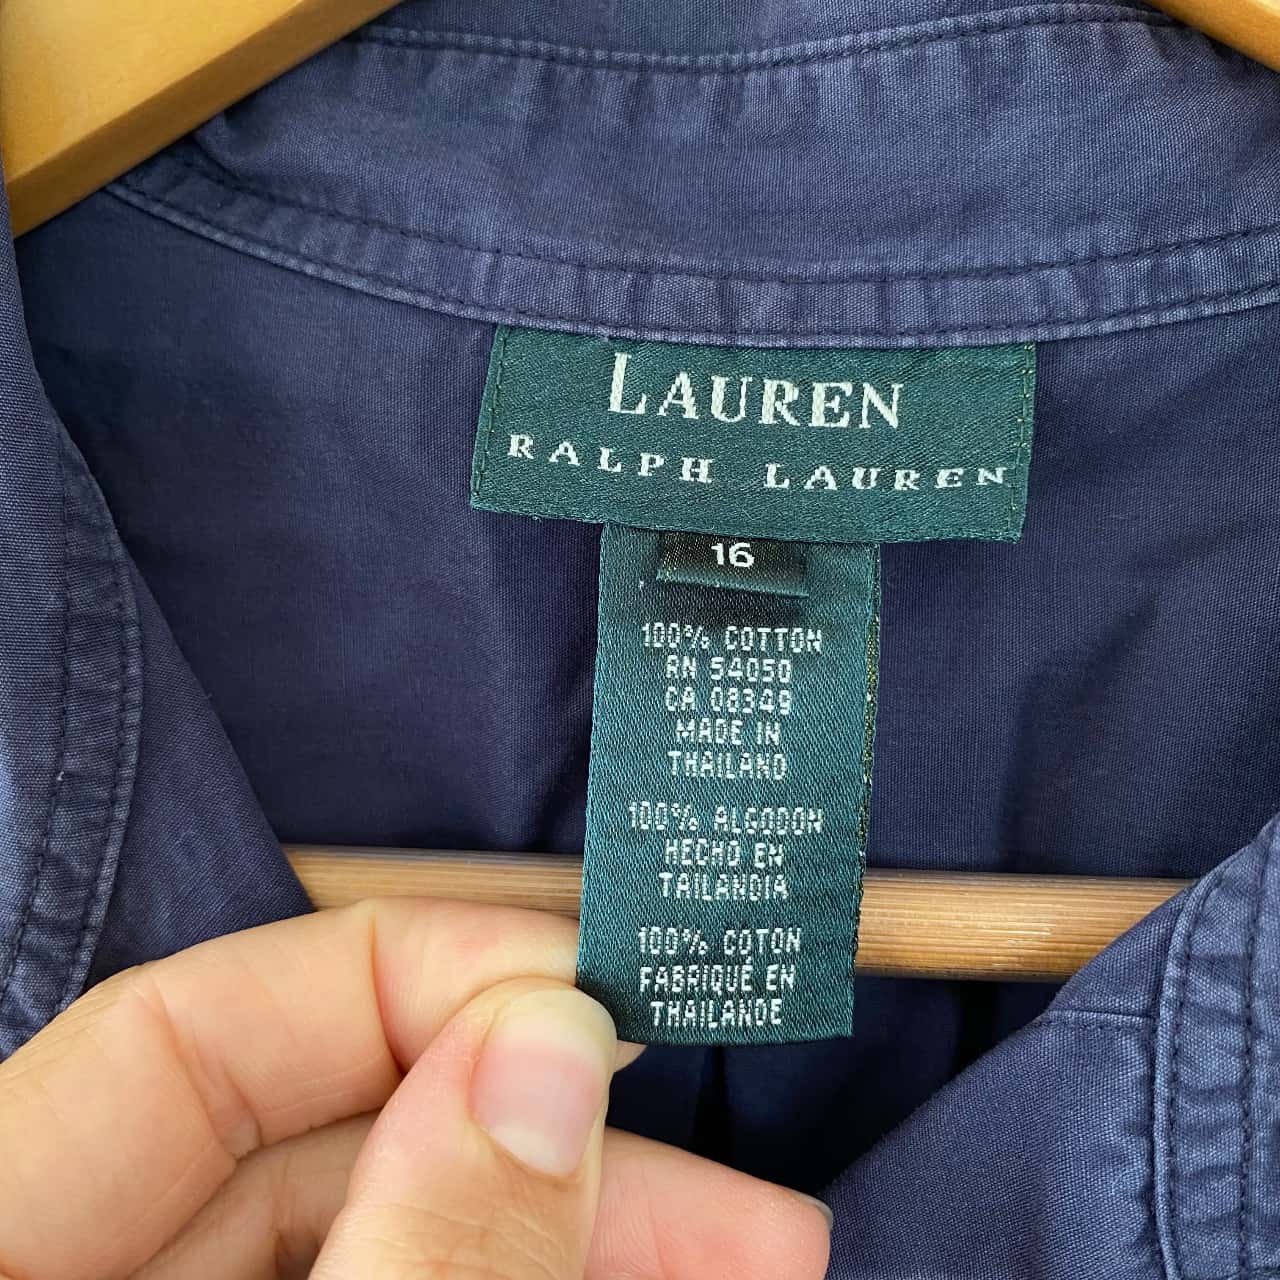 LAUREN
RALPH LAUREN
16
100% COTTON
RN 54050
CA 08349
MADE IN
THAILAND
100% ALGODON
HECHO EN
TAILANDIA
100% COTON
FABRIQUÉ EN
THAILANDE